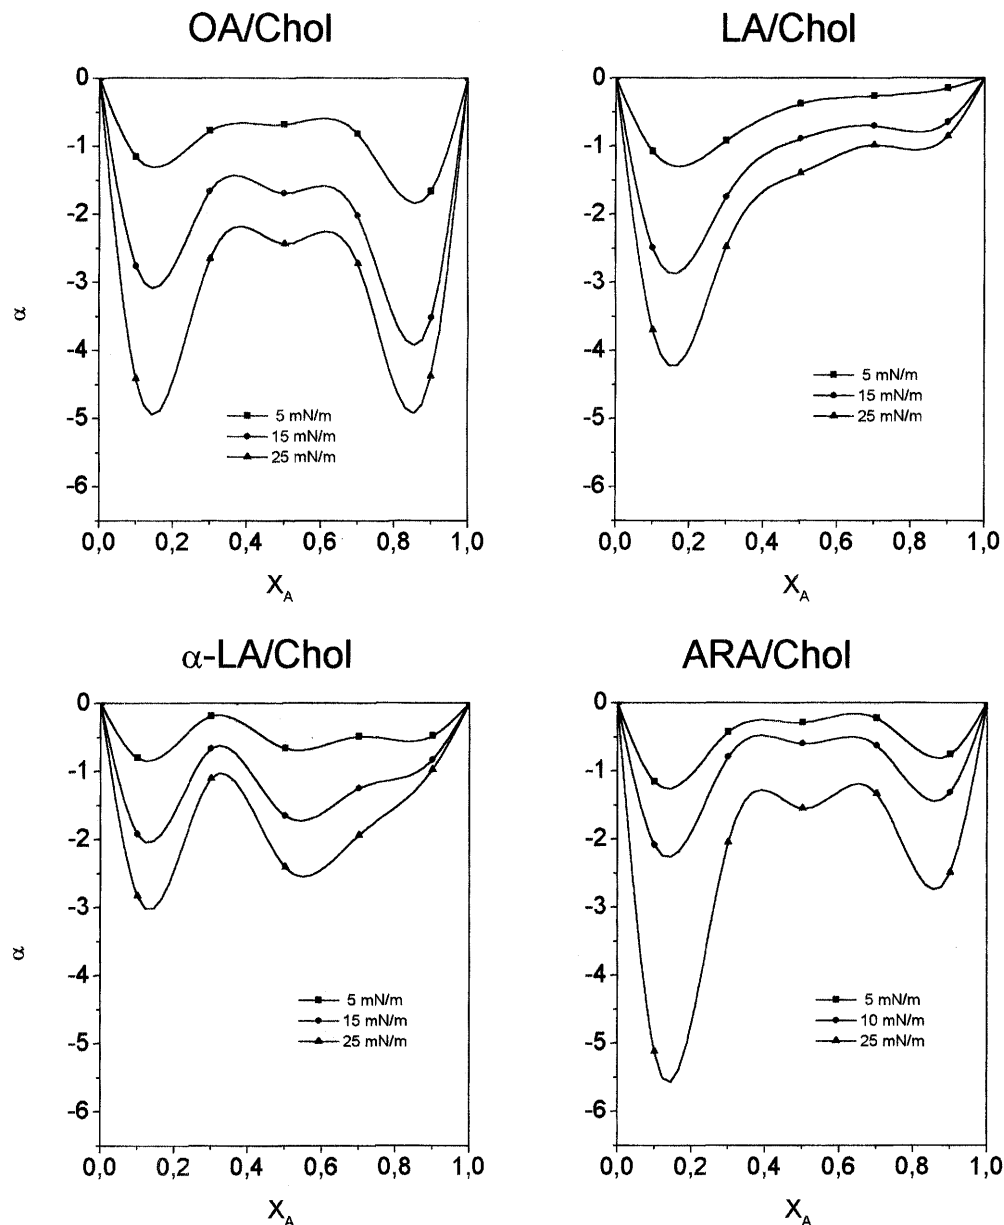 OA/Chol
0
-1
-2
-3
-4
-5
-6
α
5 mN/m
15 mN/m
25 mN/m
0,0 0,2 0,4 0,6 0,8 1,0
X_A
LA/Chol
0
-1
-2
-3
-4
-5
-6
5 mN/m
15 mN/m
25 mN/m
0,0 0,2 0,4 0,6 0,8 1,0
X_A
α-LA/Chol
0
-1
-2
-3
-4
-5
-6
α
5 mN/m
15 mN/m
25 mN/m
0,0 0,2 0,4 0,6 0,8 1,0
X_A
ARA/Chol
0
-1
-2
-3
-4
-5
-6
5 mN/m
10 mN/m
25 mN/m
0,0 0,2 0,4 0,6 0,8 1,0
X_A